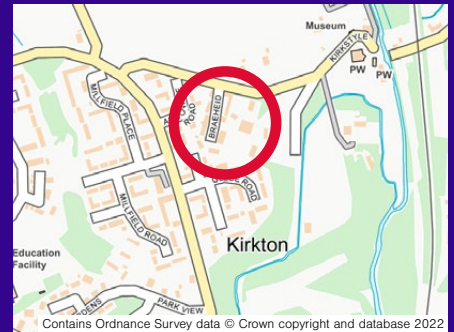 Museum
KIRKSTYLE
PW
PW
MILLFIELD PLACE
ROAD
BRAEHEID
ROAD
MILLFIELD ROAD
Kirkton
Education
Facility
PARK VIEW
Contains Ordnance Survey data © Crown copyright and database 2022